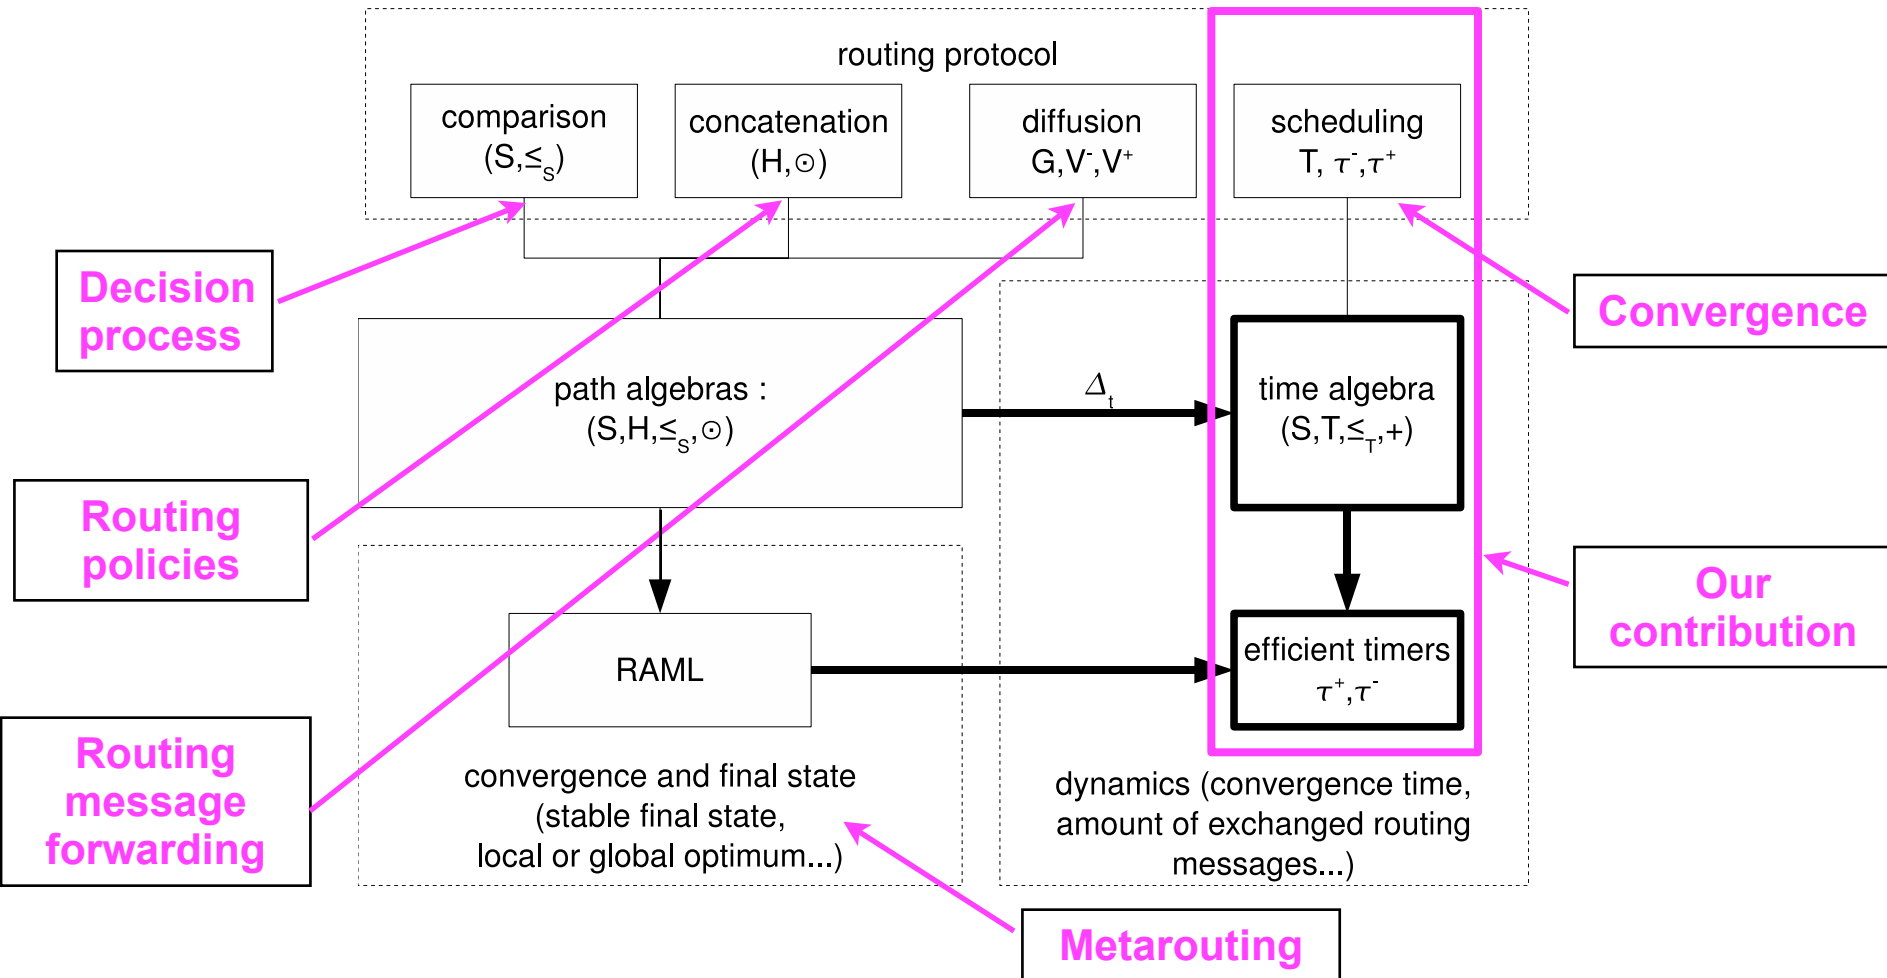 routing protocol
comparison
(S,≤S)
concatenation
(H,⊙)
diffusion
G,V⁻,V⁺
scheduling
T, τ⁻,τ⁺
Decision
process
Convergence
path algebras :
(S,H,≤S,⊙)
Δt
time algebra
(S,T,≤T,+)
Routing
policies
Our
contribution
RAML
efficient timers
τ⁺,τ⁻
Routing
message
forwarding
convergence and final state
(stable final state,
local or global optimum...)
dynamics (convergence time,
amount of exchanged routing
messages...)
Metarouting